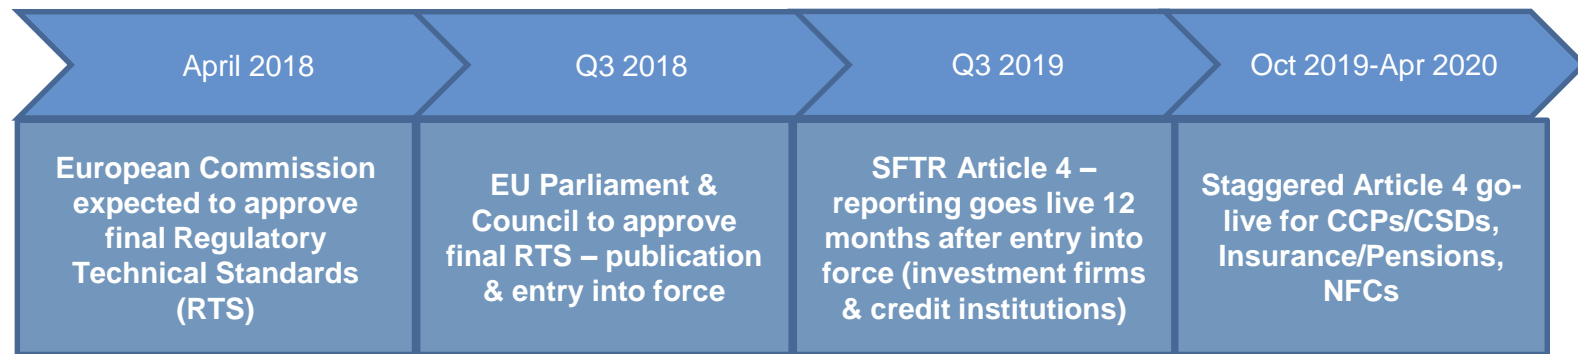 April 2018
Q3 2018
Q3 2019
Oct 2019-Apr 2020
European Commission
expected to approve
final Regulatory
Technical Standards
(RTS)
EU Parliament &
Council to approve
final RTS – publication
& entry into force
SFTR Article 4 –
reporting goes live 12
months after entry into
force (investment firms
& credit institutions)
Staggered Article 4 go-
live for CCPs/CSDs,
Insurance/Pensions,
NFCs